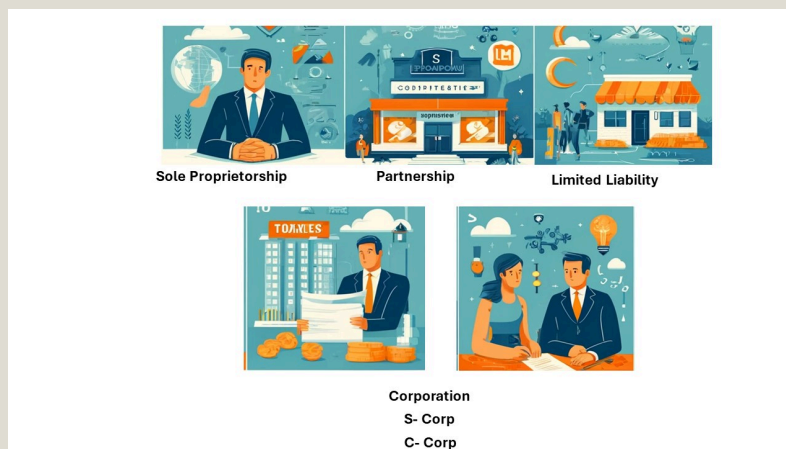 Sole Proprietorship
Partnership
Limited Liability
Corporation
S- Corp
C- Corp